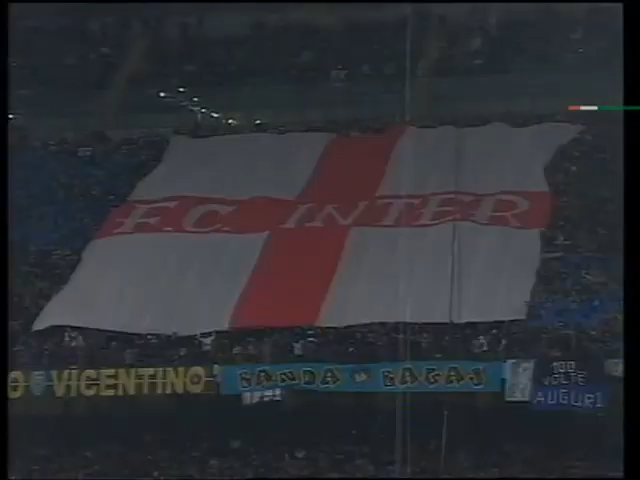 F.C. INTER
O VICENTINO
BANDA BAGAJ
100 VOLTE AUGURI